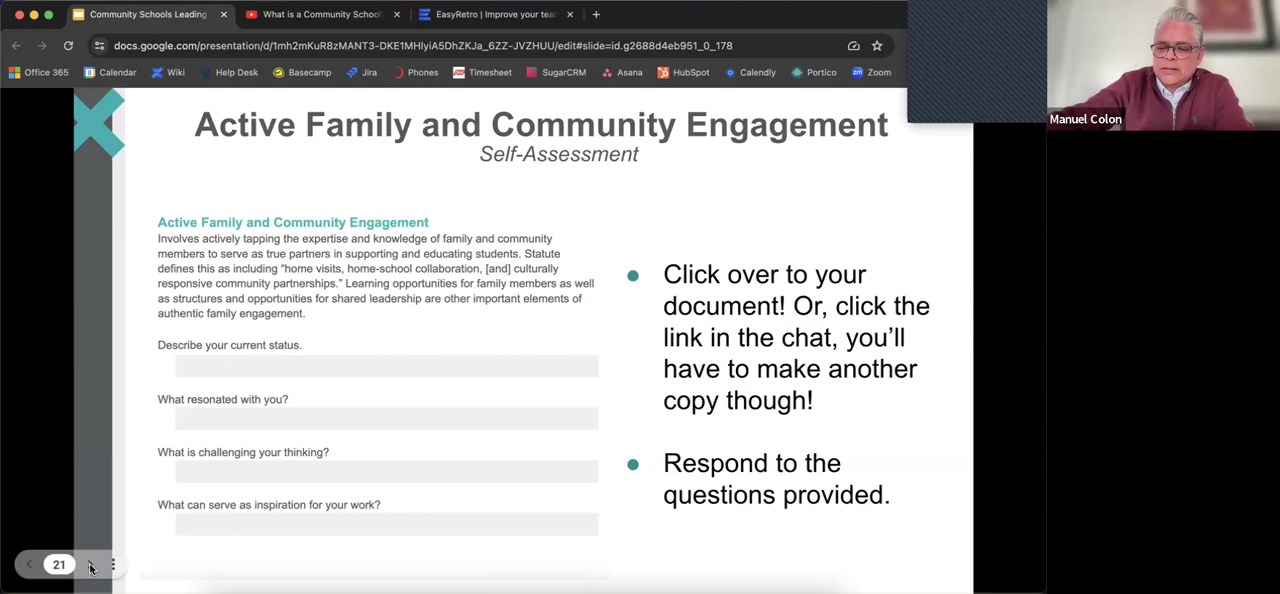 Community Schools Leading
What is a Community School
EasyRetro | Improve your tea
docs.google.com/presentation/d/1mh2mKuR8zMANT3-DKE1MHlyiA5DhZKJa_6ZZ-JVZHUU/edit#slide=id.g2688d4eb951_0_178
Office 365 Calendar Wiki Help Desk Basecamp Jira Phones Timesheet SugarCRM Asana HubSpot Calendly Portico Zoom
Manuel Colon
Active Family and Community Engagement
Self-Assessment
Active Family and Community Engagement
Involves actively tapping the expertise and knowledge of family and community
members to serve as true partners in supporting and educating students. Statute
defines this as including “home visits, home-school collaboration, [and] culturally
responsive community partnerships.” Learning opportunities for family members as well
as structures and opportunities for shared leadership are other important elements of
authentic family engagement.
Describe your current status.
What resonated with you?
What is challenging your thinking?
What can serve as inspiration for your work?
Click over to your
document! Or, click the
link in the chat, you’ll
have to make another
copy though!
Respond to the
questions provided.
21